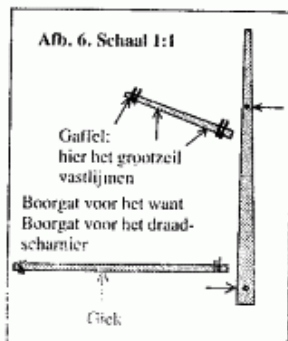 Afb. 6. Schaal 1:1
Gaffel:
hier het grootzeil
vastlijmen
Boorgat voor het want
Boorgat voor het draad-
scharnier
Giek